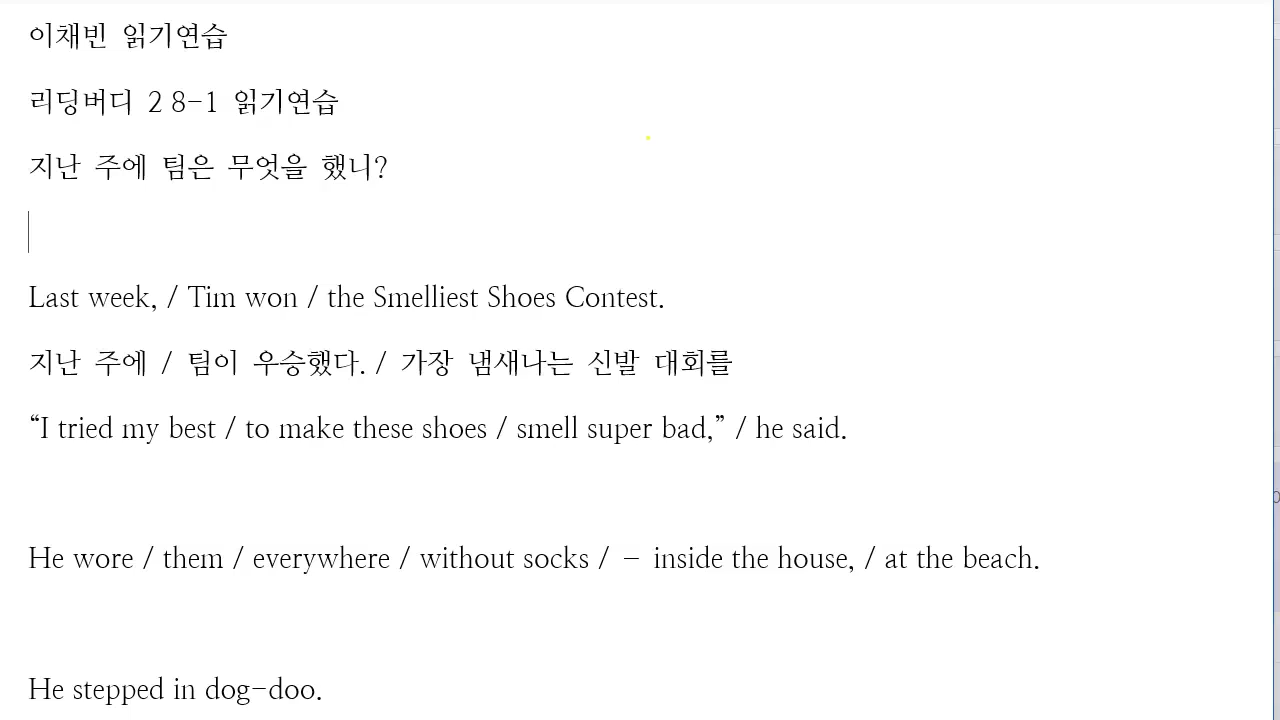 이채빈 읽기연습
리딩버디 2 8-1 읽기연습
지난 주에 팀은 무엇을 했니?
Last week, / Tim won / the Smelliest Shoes Contest.
지난 주에 / 팀이 우승했다. / 가장 냄새나는 신발 대회를
“I tried my best / to make these shoes / smell super bad,” / he said.
He wore / them / everywhere / without socks / - inside the house, / at the beach.
He stepped in dog-doo.